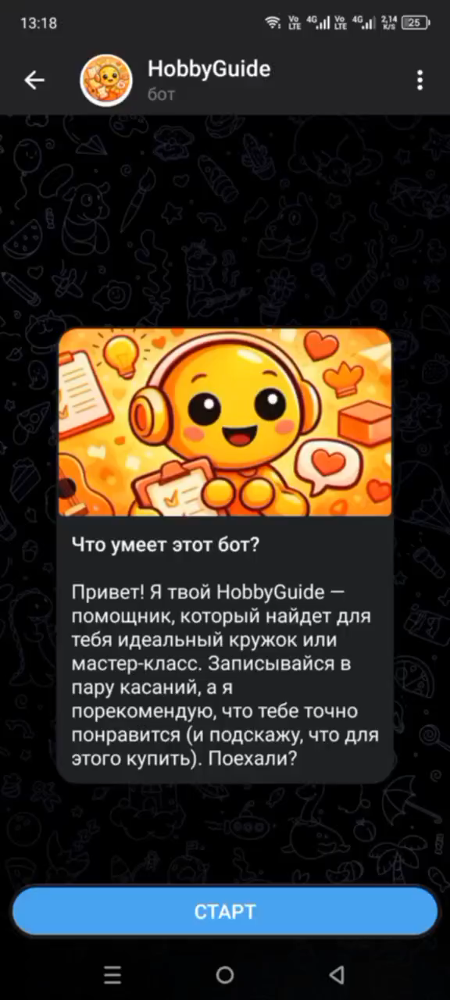 13:18
Vo LTE 4G Vo LTE 4G 2,14 K/S 25
HobbyGuide
бот
Что умеет этот бот?
Привет! Я твой HobbyGuide —
помощник, который найдет для
тебя идеальный кружок или
мастер-класс. Записывайся в
пару касаний, а я
порекомендую, что тебе точно
понравится (и подскажу, что для
этого купить). Поехали?
СТАРТ